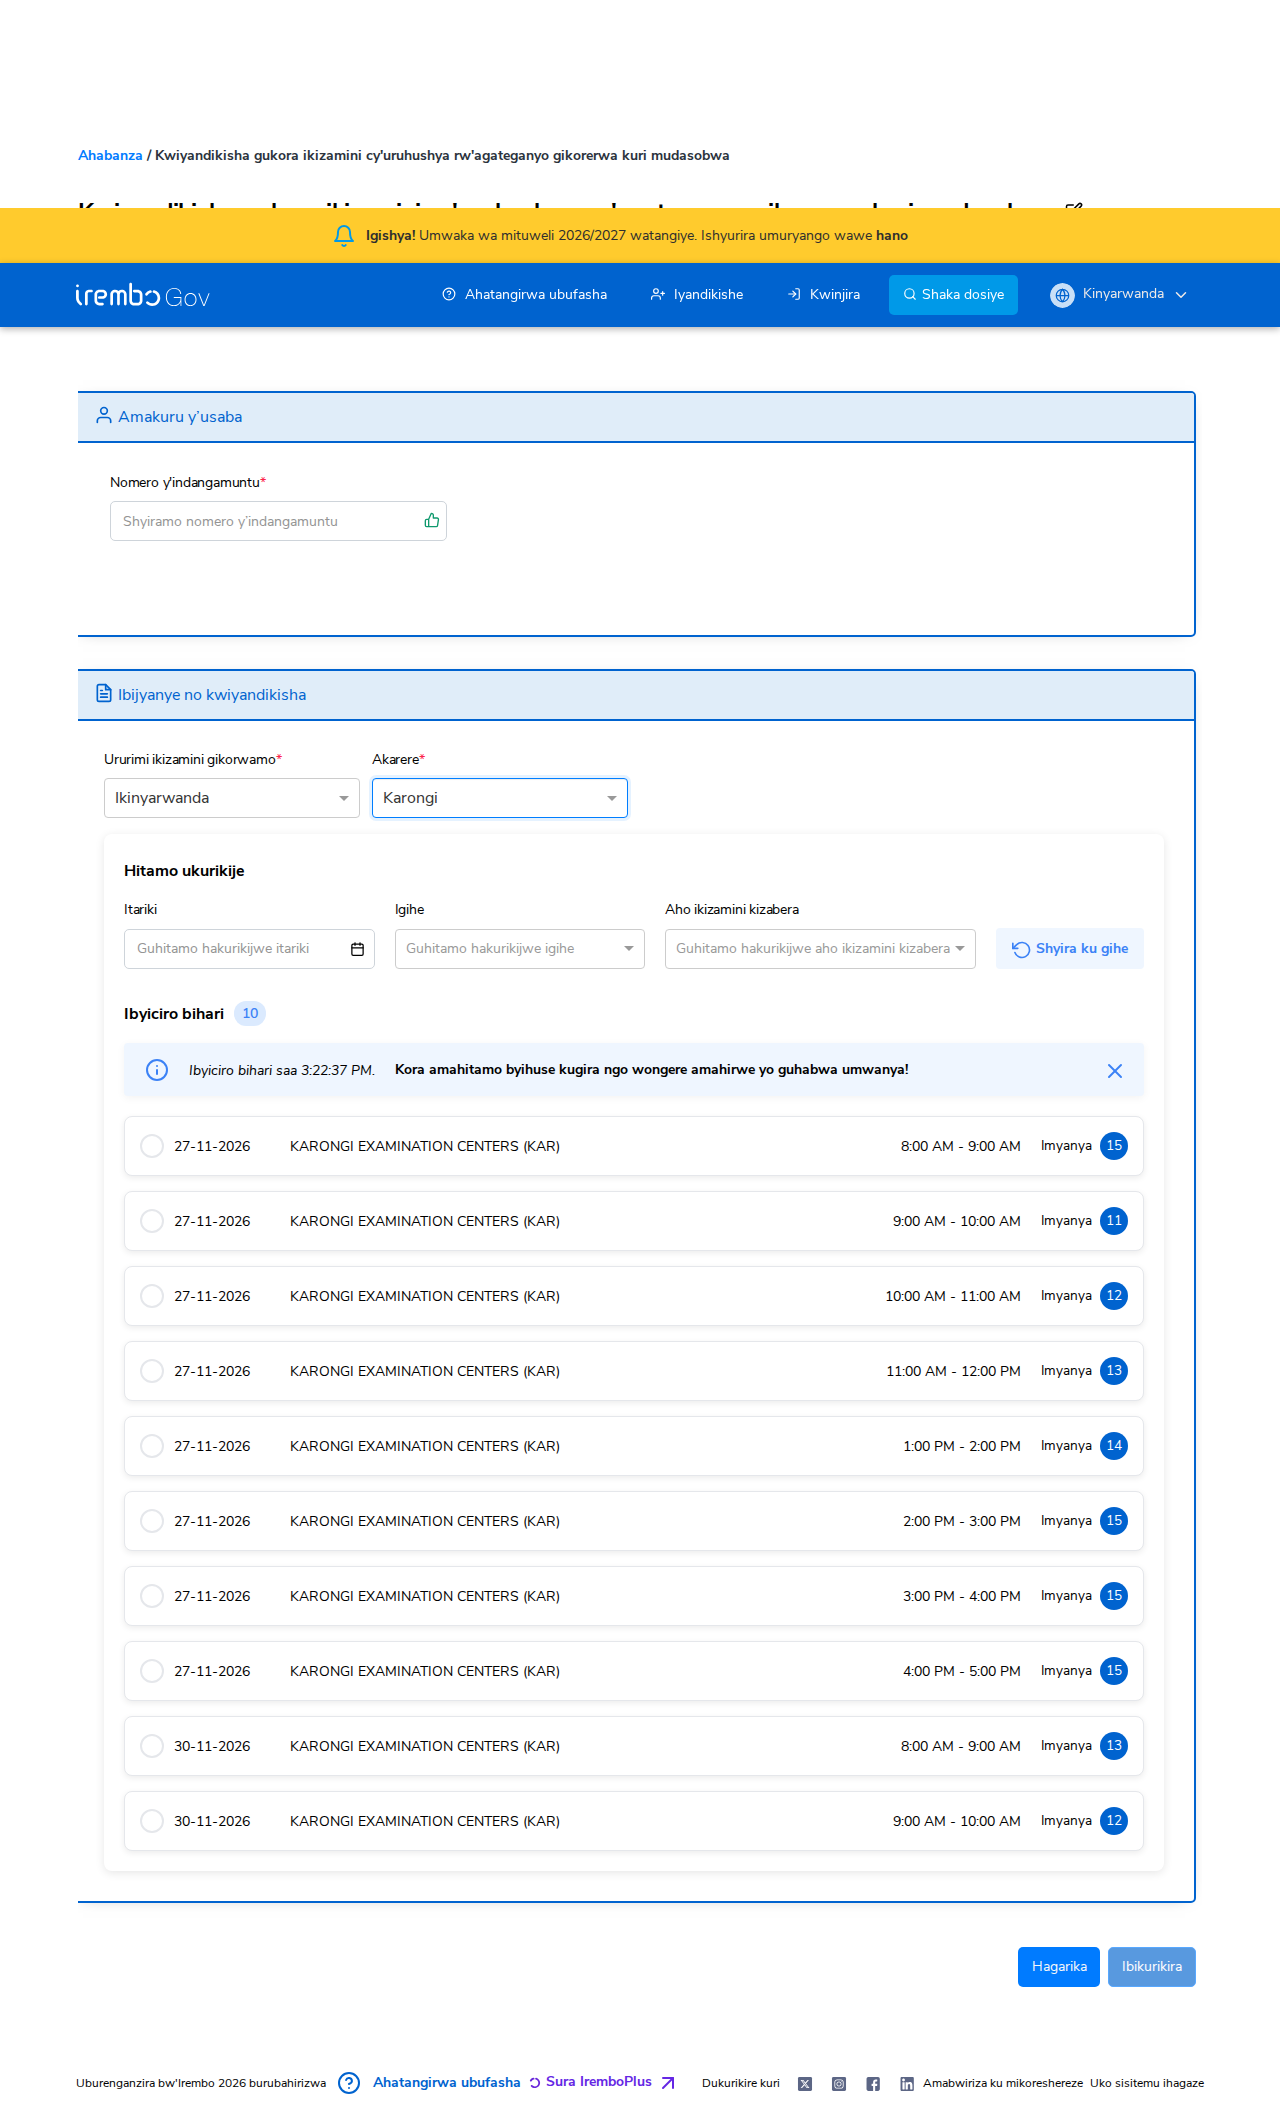 Ahabanza / Kwiyandikisha gukora ikizamini cy'uruhushya rw'agateganyo gikorerwa kuri mudasobwa
Igishya! Umwaka wa mituweli 2026/2027 watangiye. Ishyurira umuryango wawe hano
irembo Gov
Ahatangirwa ubufasha
Iyandikishe
Kwinjira
Shaka dosiye
Kinyarwanda
Amakuru y’usaba
Nomero y'indangamuntu*
Shyiramo nomero y’indangamuntu
Ibijyanye no kwiyandikisha
Ururimi ikizamini gikorwamo* Akarere*
Ikinyarwanda Karongi
Hitamo ukurikije
Itariki Igihe Aho ikizamini kizabera
Guhitamo hakurikijwe itariki Guhitamo hakurikijwe igihe Guhitamo hakurikijwe aho ikizamini kizabera Shyira ku gihe
Ibyiciro bihari 10
Ibyiciro bihari saa 3:22:37 PM. Kora amahitamo byihuse kugira ngo wongere amahirwe yo guhabwa umwanya!
27-11-2026 KARONGI EXAMINATION CENTERS (KAR) 8:00 AM - 9:00 AM Imyanya 15
27-11-2026 KARONGI EXAMINATION CENTERS (KAR) 9:00 AM - 10:00 AM Imyanya 11
27-11-2026 KARONGI EXAMINATION CENTERS (KAR) 10:00 AM - 11:00 AM Imyanya 12
27-11-2026 KARONGI EXAMINATION CENTERS (KAR) 11:00 AM - 12:00 PM Imyanya 13
27-11-2026 KARONGI EXAMINATION CENTERS (KAR) 1:00 PM - 2:00 PM Imyanya 14
27-11-2026 KARONGI EXAMINATION CENTERS (KAR) 2:00 PM - 3:00 PM Imyanya 15
27-11-2026 KARONGI EXAMINATION CENTERS (KAR) 3:00 PM - 4:00 PM Imyanya 15
27-11-2026 KARONGI EXAMINATION CENTERS (KAR) 4:00 PM - 5:00 PM Imyanya 15
30-11-2026 KARONGI EXAMINATION CENTERS (KAR) 8:00 AM - 9:00 AM Imyanya 13
30-11-2026 KARONGI EXAMINATION CENTERS (KAR) 9:00 AM - 10:00 AM Imyanya 12
Hagarika Ibikurikira
Uburenganzira bw'Irembo 2026 burubahirizwa Ahatangirwa ubufasha Sura IremboPlus Dukurikire kuri Amabwiriza ku mikoreshereze Uko sisitemu ihagaze